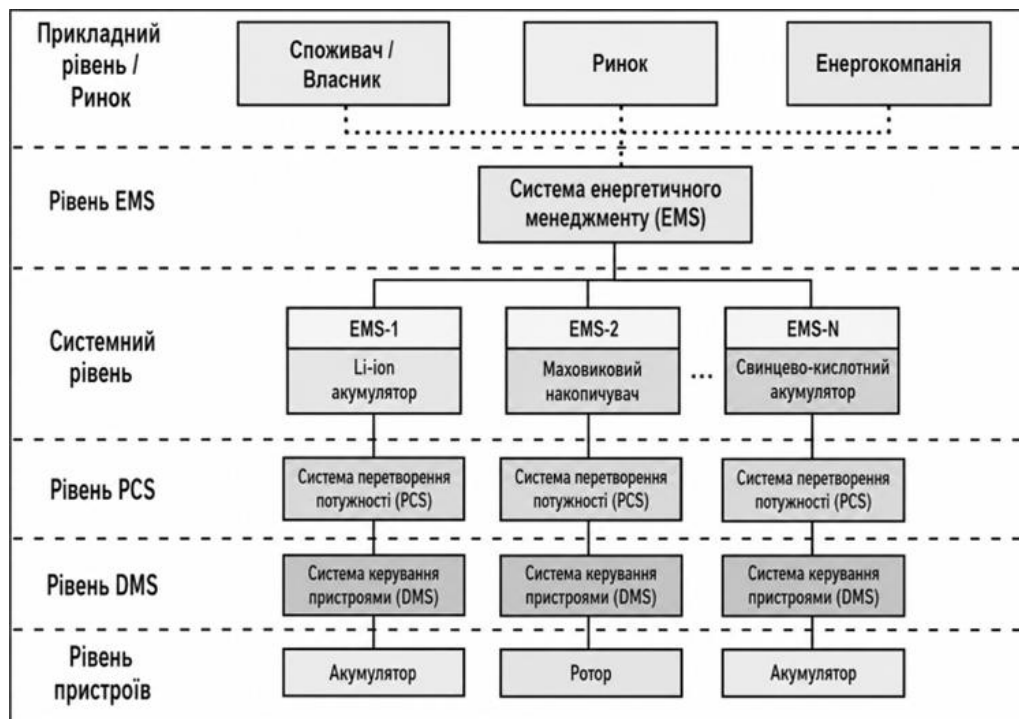 Прикладний
рівень /
Ринок
Споживач /
Власник
Ринок
Енергокомпанія
Рівень EMS
Система енергетичного
менеджменту (EMS)
Системний
рівень
EMS-1
Li-ion
акумулятор
EMS-2
Маховиковий
накопичувач
...
EMS-N
Свинцево-кислотний
акумулятор
Рівень PCS
Система перетворення
потужності (PCS)
Система перетворення
потужності (PCS)
Система перетворення
потужності (PCS)
Рівень DMS
Система керування
пристроями (DMS)
Система керування
пристроями (DMS)
Система керування
пристроями (DMS)
Рівень
пристроїв
Акумулятор
Ротор
Акумулятор